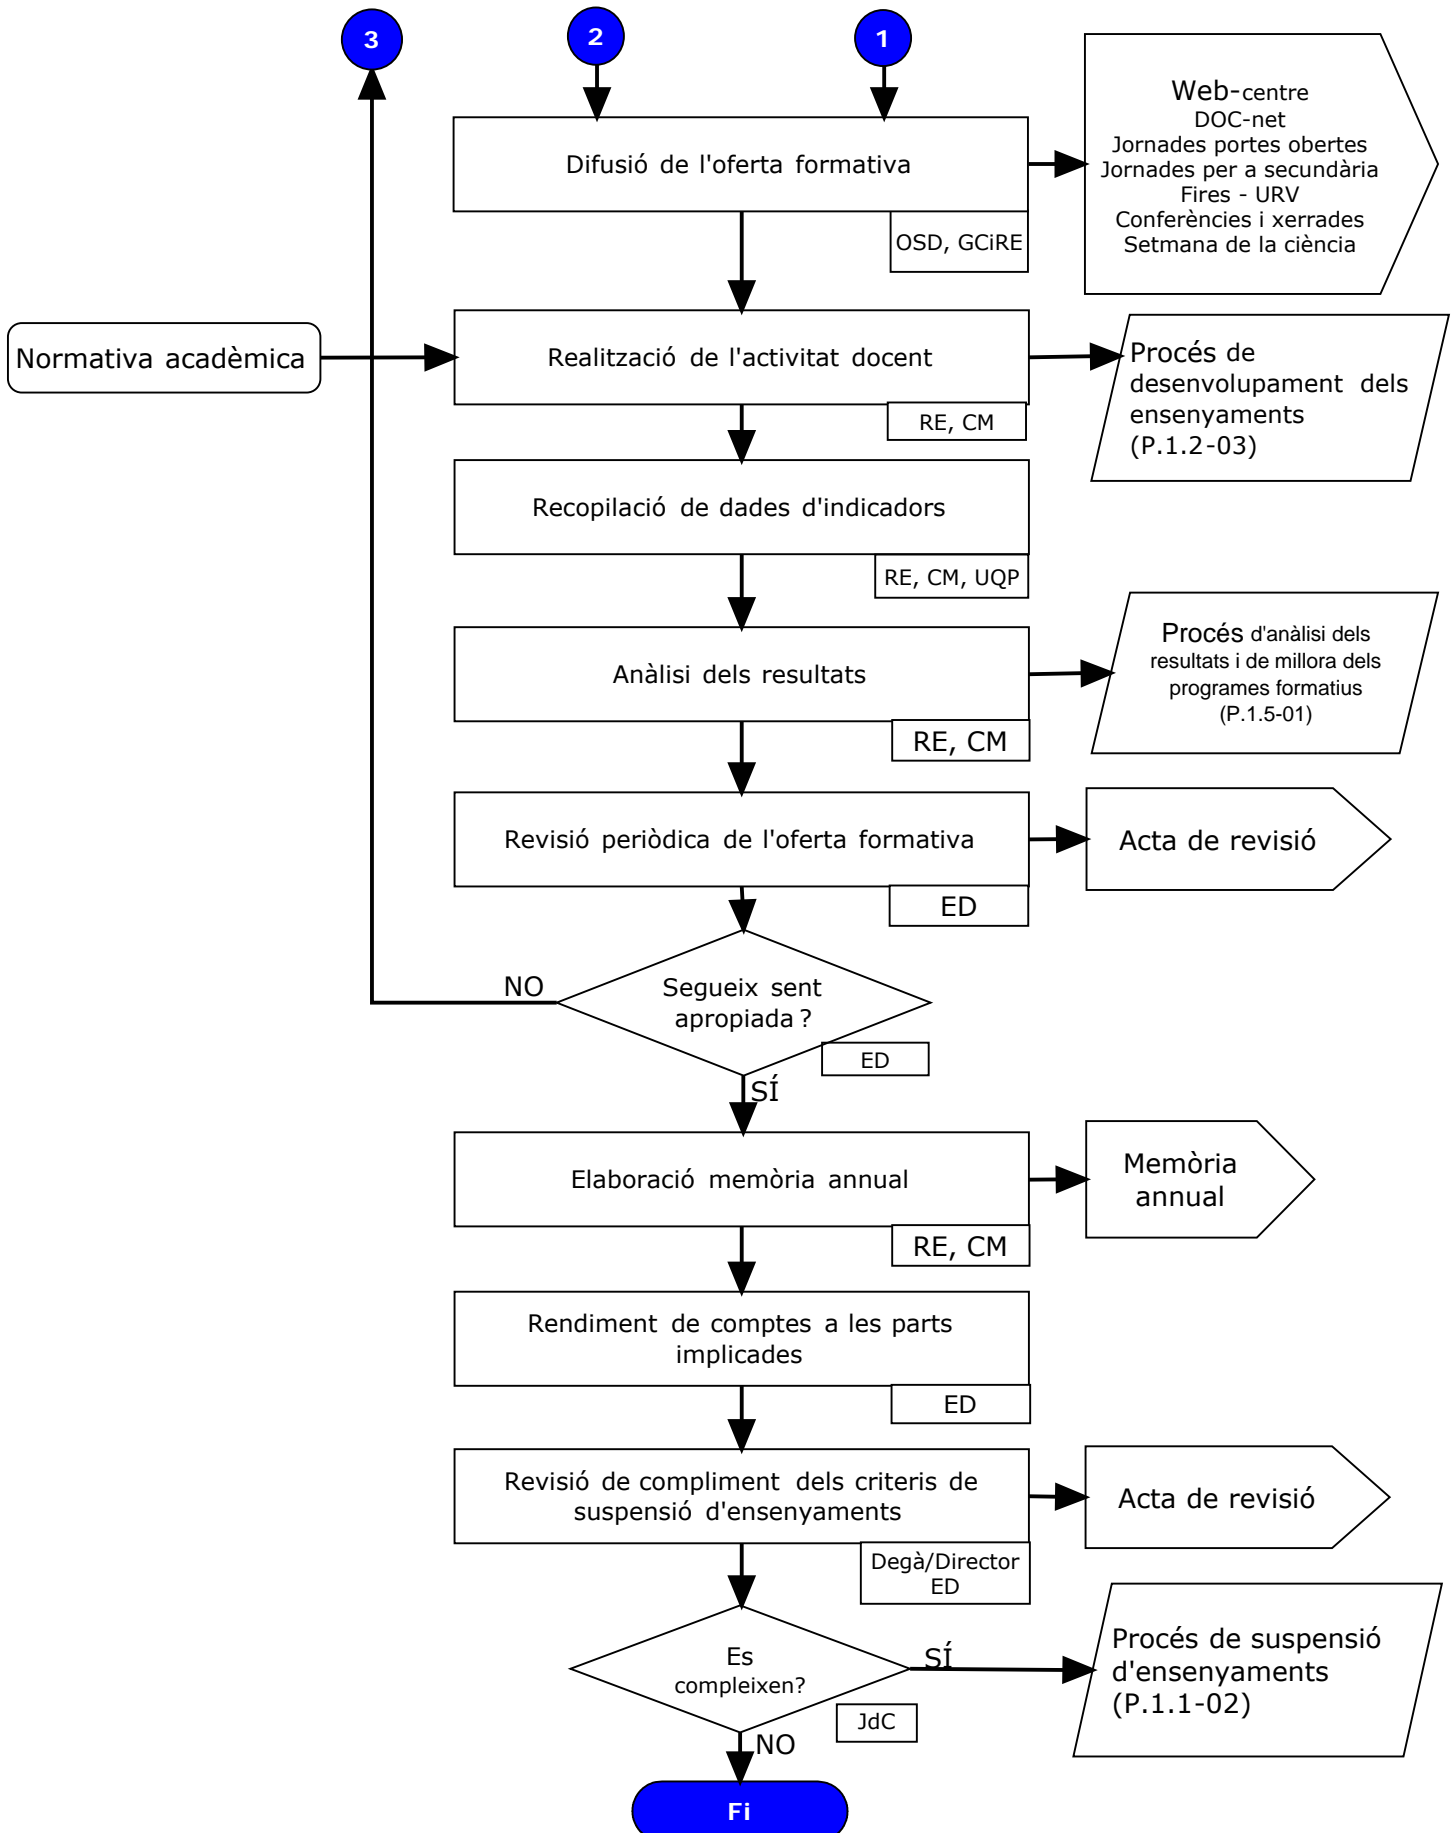 3
2
1
Web-centre
DOC-net
Jornades portes obertes
Jornades per a secundària
Fires - URV
Conferències i xerrades
Setmana de la ciència
Difusió de l'oferta formativa
OSD, GCiRE
Normativa acadèmica
Realització de l'activitat docent
RE, CM
Procés de
desenvolupament dels
ensenyaments
(P.1.2-03)
Recopilació de dades d'indicadors
RE, CM, UQP
Anàlisi dels resultats
RE, CM
Procés d'anàlisi dels
resultats i de millora dels
programes formatius
(P.1.5-01)
Revisió periòdica de l'oferta formativa
ED
Acta de revisió
NO
Segueix sent
apropiada ?
ED
SÍ
Elaboració memòria annual
RE, CM
Memòria
annual
Rendiment de comptes a les parts
implicades
ED
Revisió de compliment dels criteris de
suspensió d'ensenyaments
Degà/Director
ED
Acta de revisió
Es
compleixen?
JdC
SÍ
Procés de suspensió
d'ensenyaments
(P.1.1-02)
NO
Fi